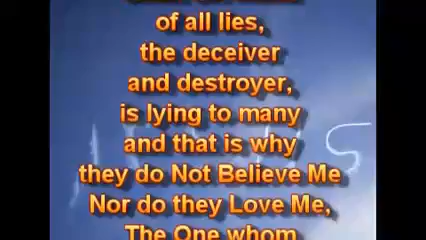 of all lies,
the deceiver
and destroyer,
is lying to many
and that is why
they do Not Believe Me
Nor do they Love Me,
The One whom